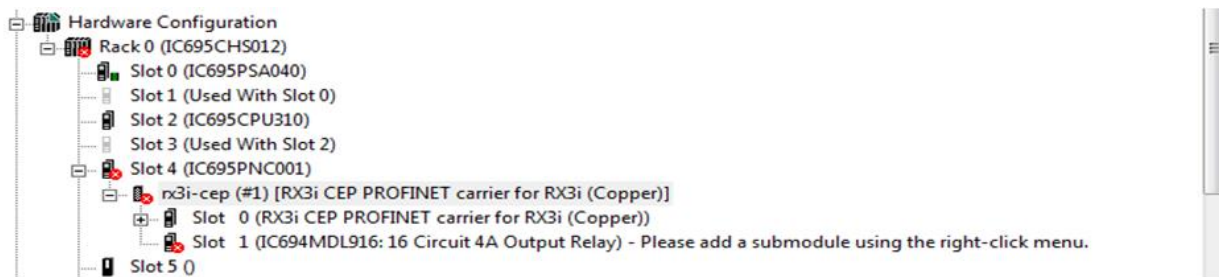 Hardware Configuration
Rack 0 (IC695CHS012)
Slot 0 (IC695PSA040)
Slot 1 (Used With Slot 0)
Slot 2 (IC695CPU310)
Slot 3 (Used With Slot 2)
Slot 4 (IC695PNC001)
rx3i-cep (#1) [RX3i CEP PROFINET carrier for RX3i (Copper)]
Slot 0 (RX3i CEP PROFINET carrier for RX3i (Copper))
Slot 1 (IC694MDL916: 16 Circuit 4A Output Relay) - Please add a submodule using the right-click menu.
Slot 5 ()